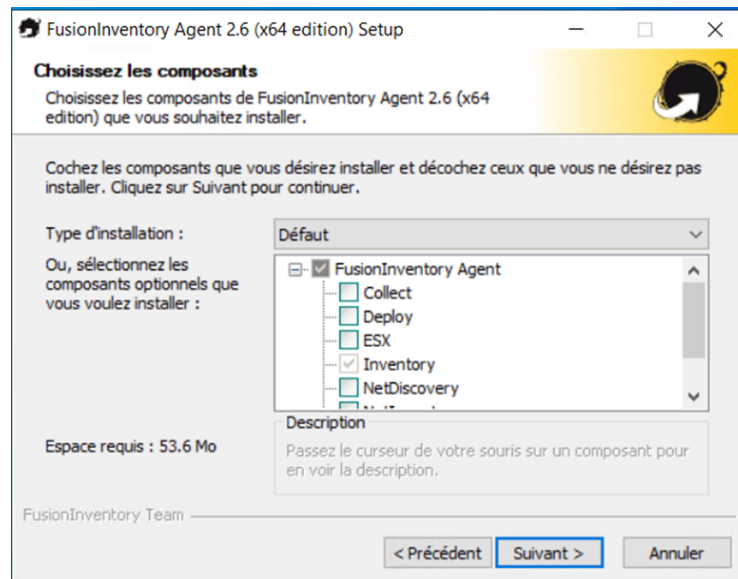 FusionInventory Agent 2.6 (x64 edition) Setup
Choisissez les composants
Choisissez les composants de FusionInventory Agent 2.6 (x64
edition) que vous souhaitez installer.
Cochez les composants que vous désirez installer et décochez ceux que vous ne désirez pas
installer. Cliquez sur Suivant pour continuer.
Type d'installation :
Défaut
Ou, sélectionnez les
composants optionnels que
vous voulez installer :
FusionInventory Agent
Collect
Deploy
ESX
Inventory
NetDiscovery
Espace requis : 53.6 Mo
Description
Passez le curseur de votre souris sur un composant pour
en voir la description.
FusionInventory Team
< Précédent
Suivant >
Annuler